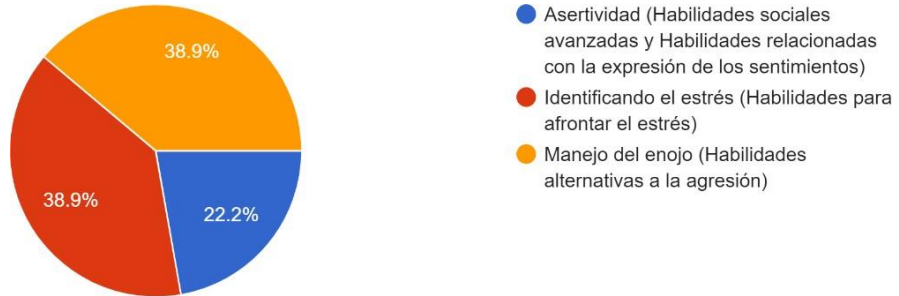 38.9%
38.9%
22.2%
Asertividad (Habilidades sociales
avanzadas y Habilidades relacionadas
con la expresión de los sentimientos)
Identificando el estrés (Habilidades para
afrontar el estrés)
Manejo del enojo (Habilidades
alternativas a la agresión)